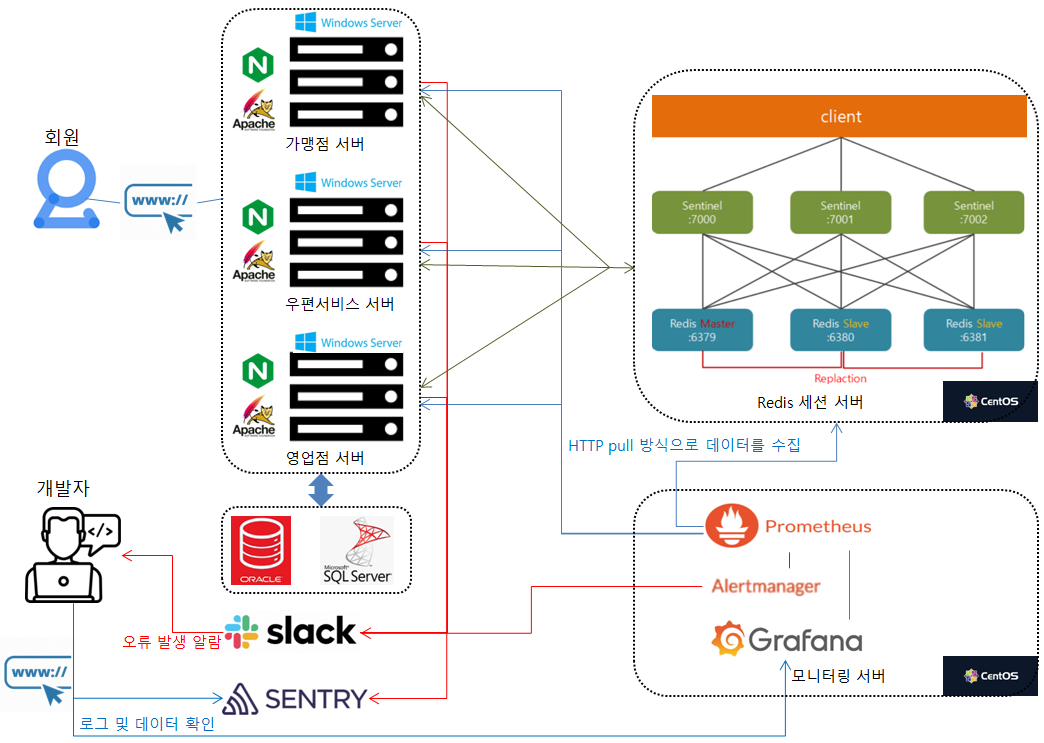 Windows Server
APACHE
가맹점 서버
회원
www://
Windows Server
APACHE
우편서비스 서버
Windows Server
APACHE
영업점 서버
client
Sentinel
:7000
Sentinel
:7001
Sentinel
:7002
Redis Master
:6379
Redis Slave
:6380
Redis Slave
:6381
Replaction
Redis 세션 서버
CentOS
HTTP pull 방식으로 데이터를 수집
개발자
</>
ORACLE
Microsoft
SQL Server
Prometheus
Alertmanager
Grafana
모니터링 서버
CentOS
오류 발생 알람
slack
www://
SENTRY
로그 및 데이터 확인